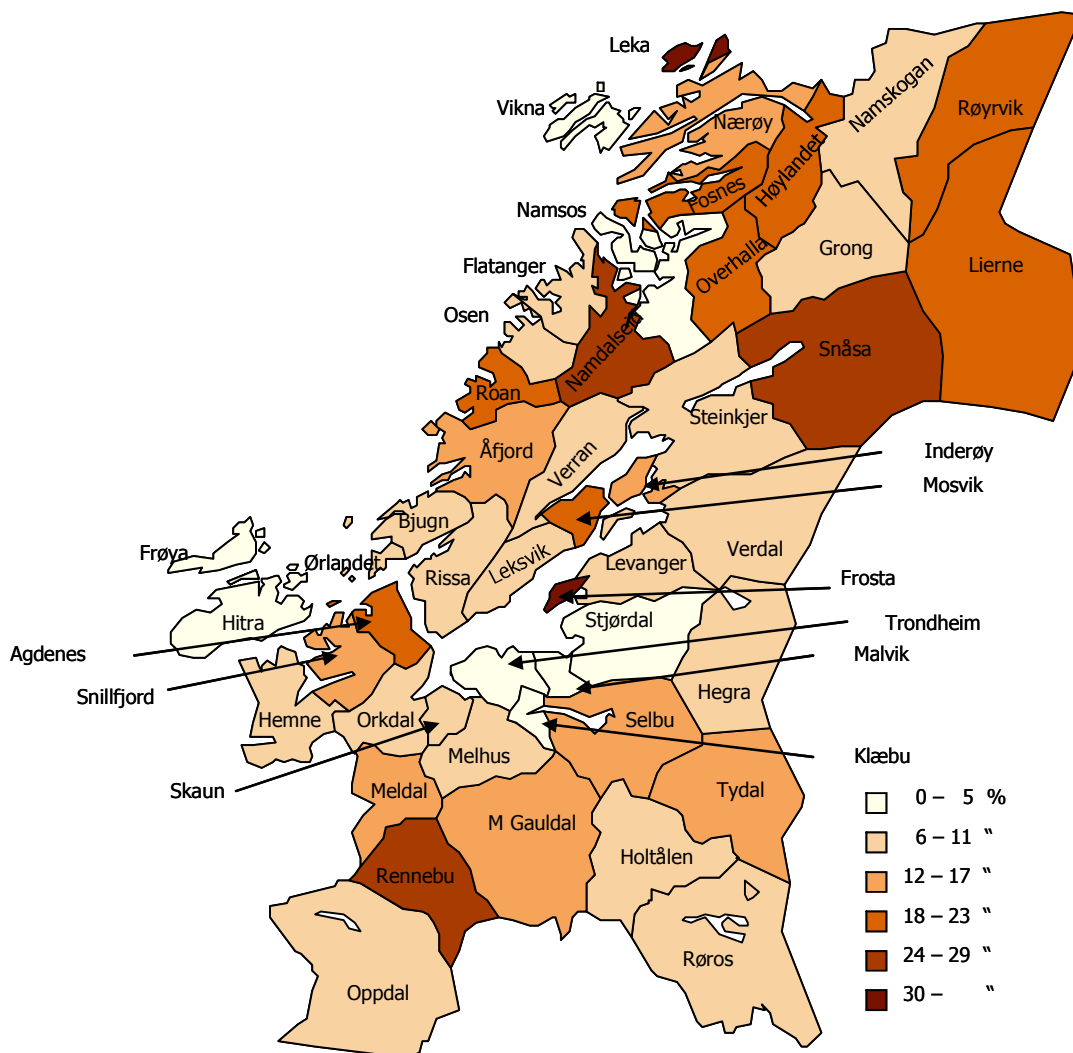 Leka
Namskogan
Vikna
Røyrvik
Nærøy
Høylandet
Fosnes
Namsos
Overhalla
Grong
Flatanger
Lierne
Osen
Namdalseid
Snåsa
Roan
Steinkjer
Åfjord
Inderøy
Verran
Mosvik
Bjugn
Frøya
Verdal
Ørlandet
Leksvik
Levanger
Rissa
Frosta
Hitra
Stjørdal
Trondheim
Agdenes
Malvik
Snillfjord
Hegra
Hemne
Orkdal
Selbu
Melhus
Klæbu
Skaun
Meldal
Tydal
0 – 5 %
M Gauldal
6 – 11 “
Holtålen
Rennebu
12 – 17 “
18 – 23 “
24 – 29 “
Røros
Oppdal
30 – “